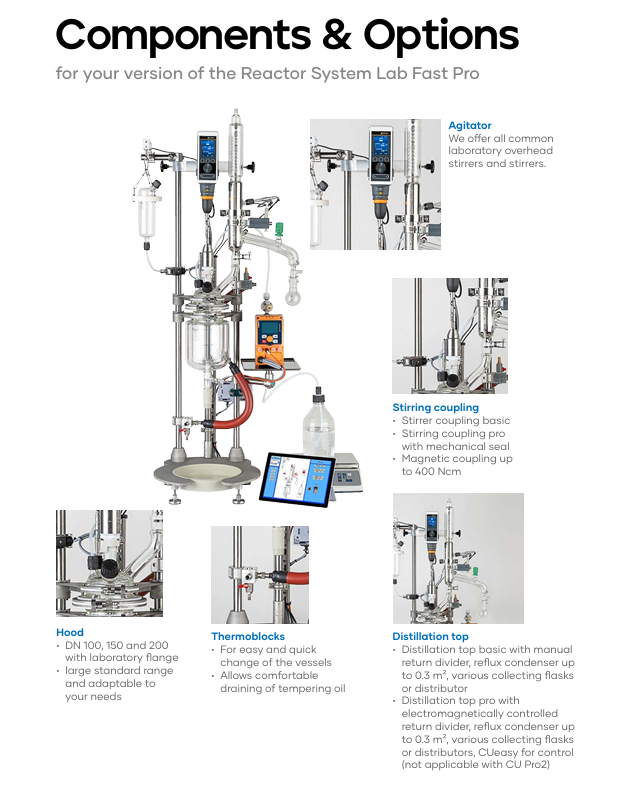 Components & Options
for your version of the Reactor System Lab Fast Pro
Agitator
We offer all common
laboratory overhead
stirrers and stirrers.
Stirring coupling
· Stirrer coupling basic
· Stirring coupling pro
with mechanical seal
· Magnetic coupling up
to 400 Ncm
Hood
· DN 100, 150 and 200
with laboratory flange
· large standard range
and adaptable to
your needs
Thermoblocks
· For easy and quick
change of the vessels
· Allows comfortable
draining of tempering oil
Distillation top
· Distillation top basic with manual
return divider, reflux condenser up
to 0.3 m², various collecting flasks
or distributor
· Distillation top pro with
electromagnetically controlled
return divider, reflux condenser up
to 0.3 m², various collecting flasks
or distributors, CUeasy for control
(not applicable with CU Pro2)